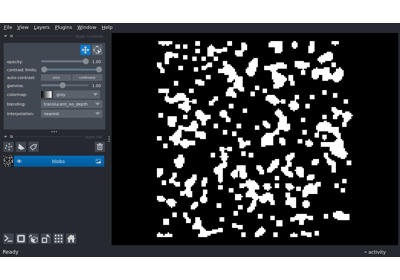 File View Layers Plugins Window Help
layer controls
opacity: 1.00
contrast limits:
auto-contrast: once continuous
gamma: 1.00
colormap: gray
blending: translucent_no_depth
interpolation: nearest
layer list
blobs
Ready
activity